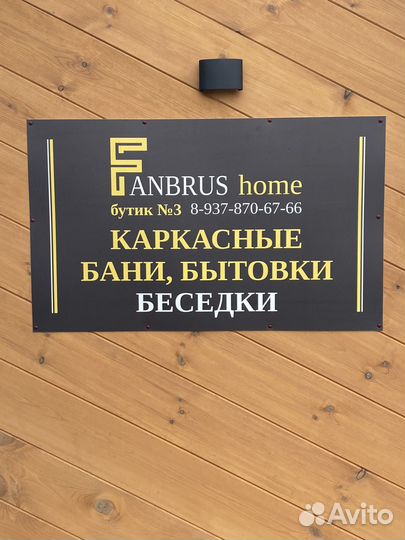 FANBRUS home
бутик №3 8-937-870-67-66
КАРКАСНЫЕ
БАНИ, БЫТОВКИ
БЕСЕДКИ
Avito